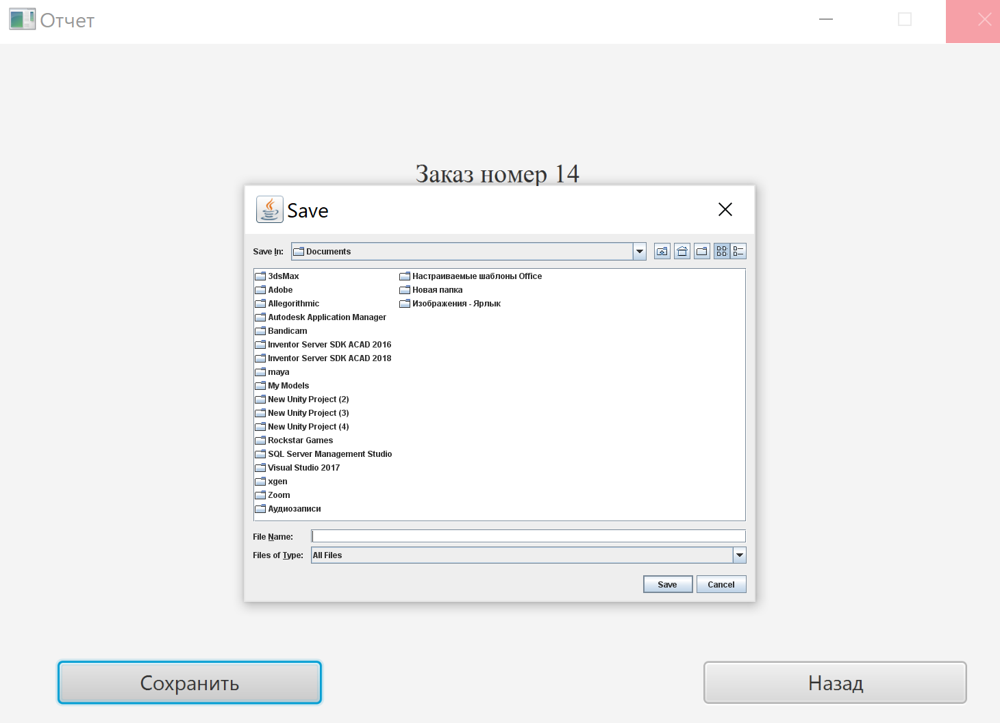 Отчет
Заказ номер 14
Save
Save In: Documents
3dsMax
Adobe
Allegorithmic
Autodesk Application Manager
Bandicam
Inventor Server SDK ACAD 2016
Inventor Server SDK ACAD 2018
maya
My Models
New Unity Project (2)
New Unity Project (3)
New Unity Project (4)
Rockstar Games
SQL Server Management Studio
Visual Studio 2017
xgen
Zoom
Аудиозаписи
Настраиваемые шаблоны Office
Новая папка
Изображения - Ярлык
File Name:
Files of Type: All Files
Save Cancel
Сохранить Назад